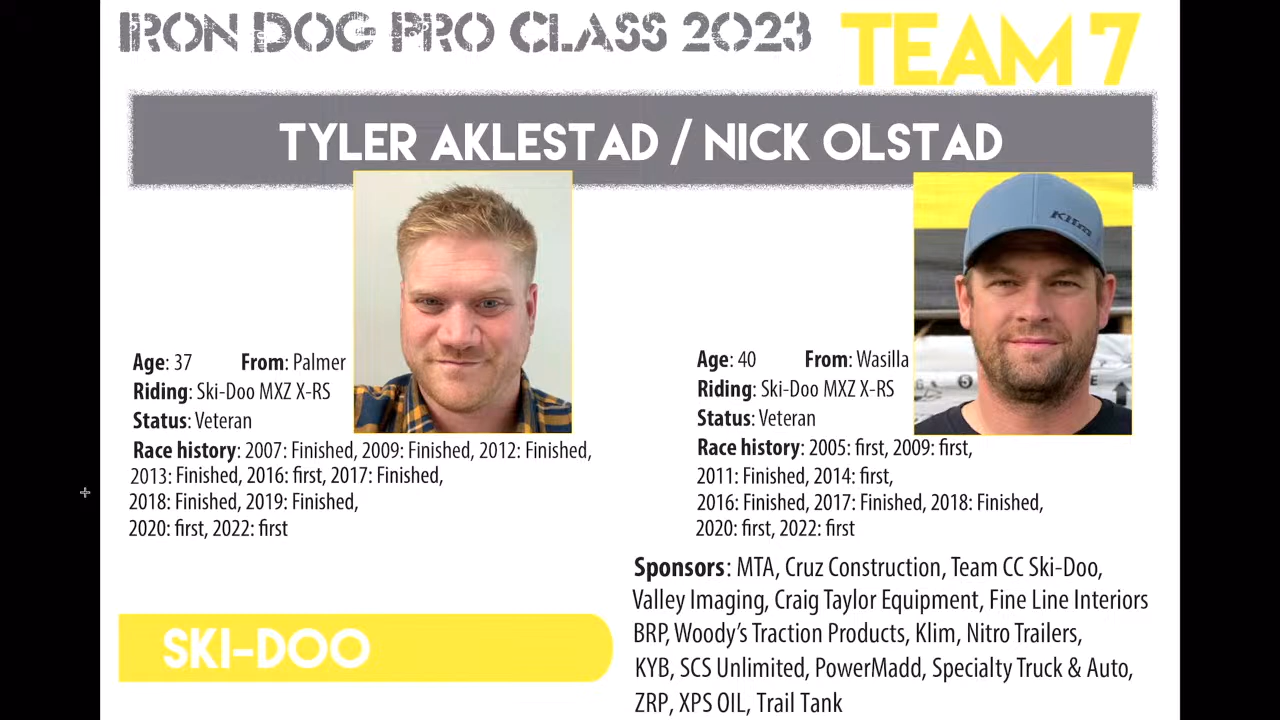 IRON DOG PRO CLASS 2023
TEAM 7
TYLER AKLESTAD / NICK OLSTAD
Klim
5
Age: 37 From: Palmer
Riding: Ski-Doo MXZ X-RS
Status: Veteran
Race history: 2007: Finished, 2009: Finished, 2012: Finished,
2013: Finished, 2016: first, 2017: Finished,
2018: Finished, 2019: Finished,
2020: first, 2022: first
Age: 40 From: Wasilla
Riding: Ski-Doo MXZ X-RS
Status: Veteran
Race history: 2005: first, 2009: first,
2011: Finished, 2014: first,
2016: Finished, 2017: Finished, 2018: Finished,
2020: first, 2022: first
SKI-DOO
Sponsors: MTA, Cruz Construction, Team CC Ski-Doo,
Valley Imaging, Craig Taylor Equipment, Fine Line Interiors
BRP, Woody's Traction Products, Klim, Nitro Trailers,
KYB, SCS Unlimited, PowerMadd, Specialty Truck & Auto,
ZRP, XPS OIL, Trail Tank